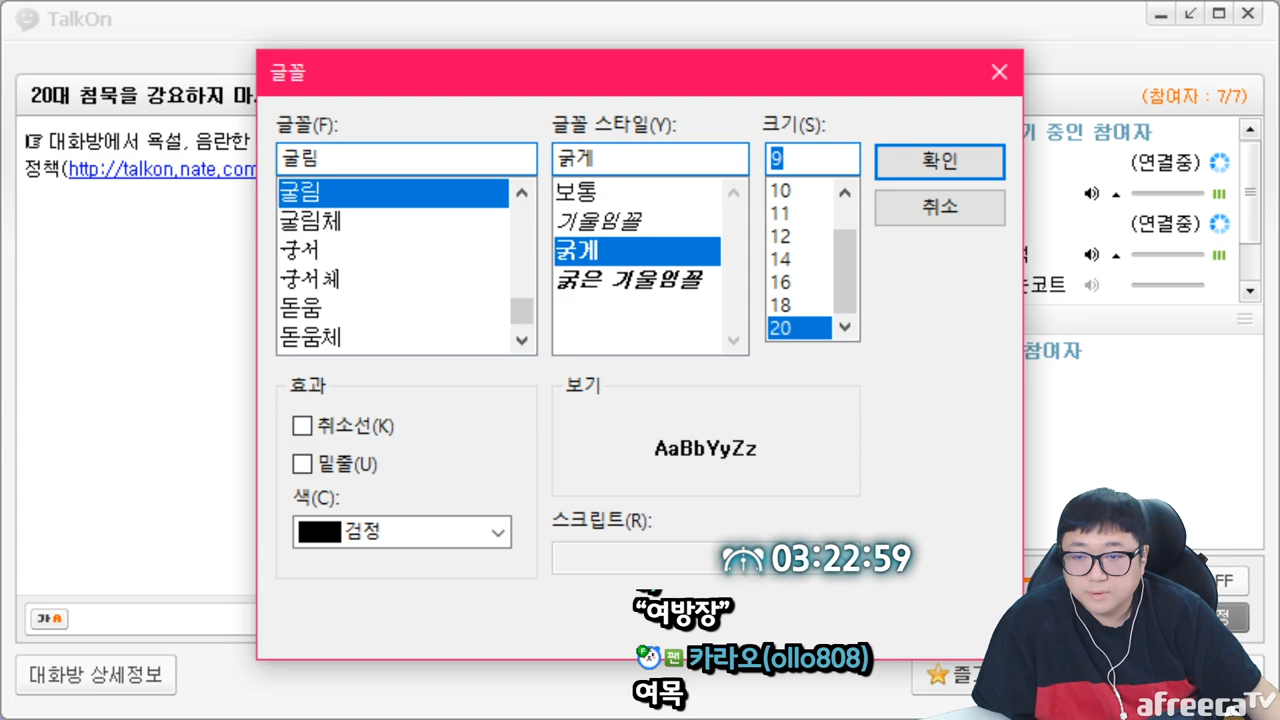 TalkOn
글꼴
20대 침묵을 강요하지 마.
(참여자 : 7/7)
☞ 대화방에서 욕설, 음란한
정책(http://talkon.nate.com
기 중인 참여자
(연결중)
(연결중)
코트
참여자
글꼴(F):
굴림
굴림
굴림체
궁서
궁서체
돋움
돋움체
글꼴 스타일(Y):
굵게
보통
기울임꼴
굵게
굵은 기울임꼴
크기(S):
9
10
11
12
14
16
18
20
확인
취소
효과
취소선(K)
밑줄(U)
색(C):
검정
보기
AaBbYyZz
스크립트(R):
03:22:59
FF
가A
"여방장"
팬 카라오(ollo808)
여목
대화방 상세정보
즐
afreecaTV